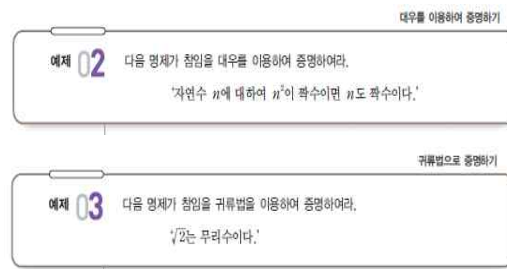 대우를 이용하여 증명하기
예제 02 다음 명제가 참임을 대우를 이용하여 증명하여라.
‘자연수 n에 대하여 n²이 짝수이면 n도 짝수이다.’
귀류법으로 증명하기
예제 03 다음 명제가 참임을 귀류법을 이용하여 증명하여라.
‘√2는 무리수이다.’